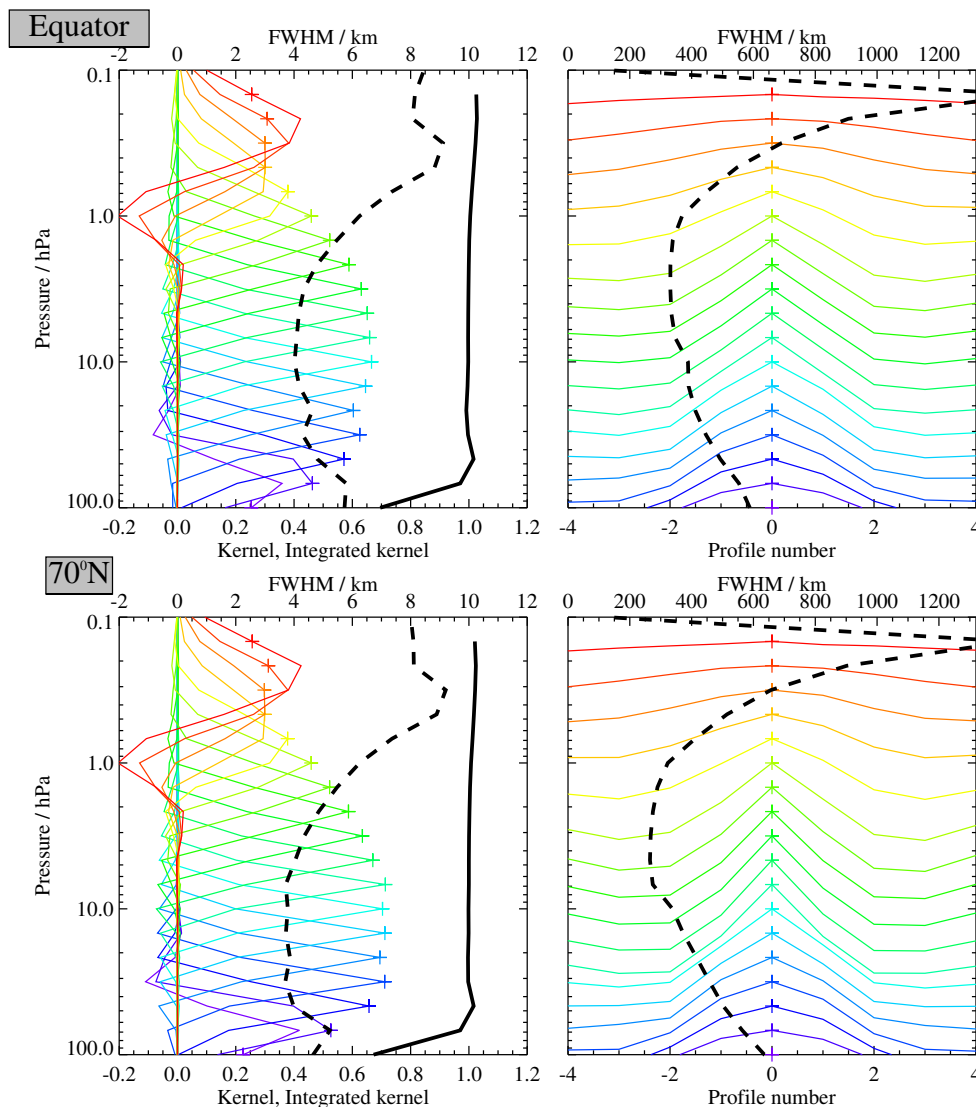 Equator
FWHM / km
-2 0 2 4 6 8 10 12
0.1
1.0
10.0
100.0
Pressure / hPa
-0.2 0.0 0.2 0.4 0.6 0.8 1.0 1.2
Kernel, Integrated kernel
FWHM / km
0 200 400 600 800 1000 1200
-4 -2 0 2 4
Profile number
70⁰N
FWHM / km
-2 0 2 4 6 8 10 12
0.1
1.0
10.0
100.0
Pressure / hPa
-0.2 0.0 0.2 0.4 0.6 0.8 1.0 1.2
Kernel, Integrated kernel
FWHM / km
0 200 400 600 800 1000 1200
-4 -2 0 2 4
Profile number